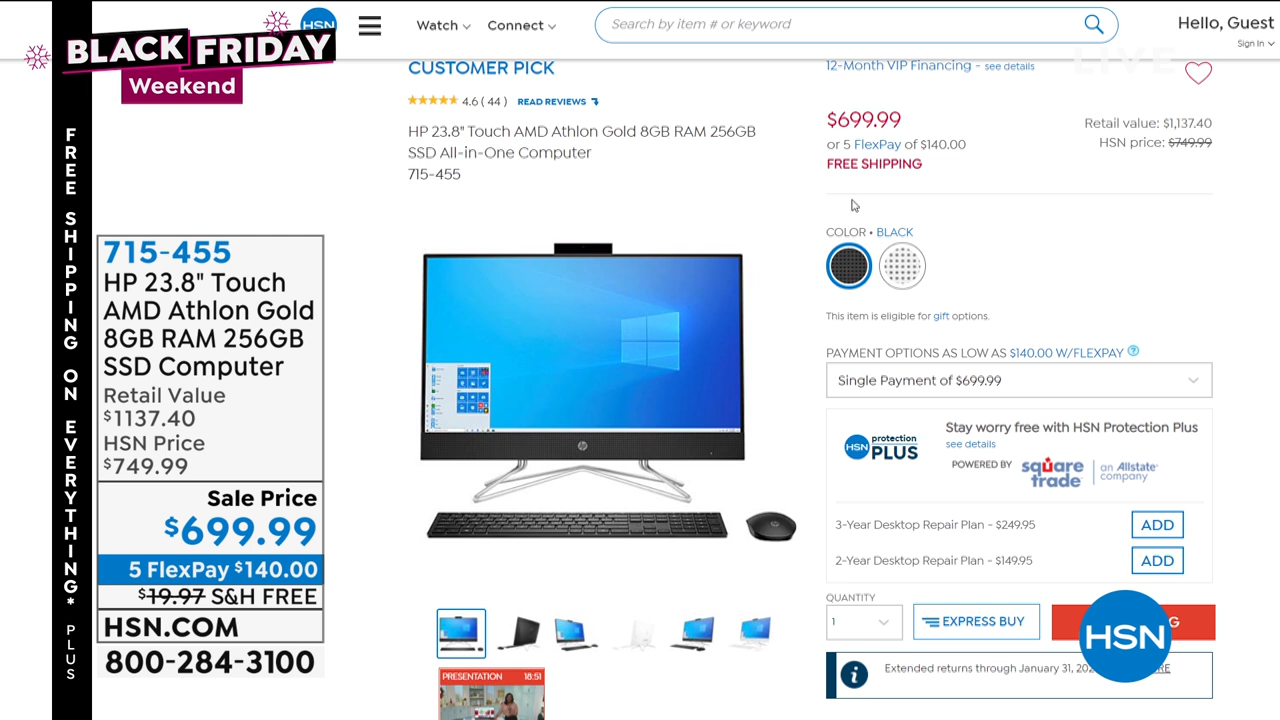 BLACK FRIDAY
Weekend
HSN
Watch
Connect
Search by item # or keyword
Hello, Guest
Sign In
LIVE
FREE SHIPPING ON EVERYTHING*
PLUS
715-455
HP 23.8" Touch
AMD Athlon Gold
8GB RAM 256GB
SSD Computer
Retail Value
$1137.40
HSN Price
$749.99
Sale Price
$699.99
5 FlexPay $140.00
$19.97 S&H FREE
HSN.COM
800-284-3100
CUSTOMER PICK
4.6 ( 44 ) READ REVIEWS
HP 23.8" Touch AMD Athlon Gold 8GB RAM 256GB
SSD All-in-One Computer
715-455
PRESENTATION 18:51
12-Month VIP Financing - see details
$699.99
Retail value: $1,137.40
or 5 FlexPay of $140.00
HSN price: $749.99
FREE SHIPPING
COLOR • BLACK
This item is eligible for gift options.
PAYMENT OPTIONS AS LOW AS $140.00 W/FLEXPAY ?
Single Payment of $699.99
HSN protection PLUS
Stay worry free with HSN Protection Plus
see details
POWERED BY square trade | an Allstate company
3-Year Desktop Repair Plan - $249.95 ADD
2-Year Desktop Repair Plan - $149.95 ADD
QUANTITY
1
EXPRESS BUY
G
HSN
Extended returns through January 31,